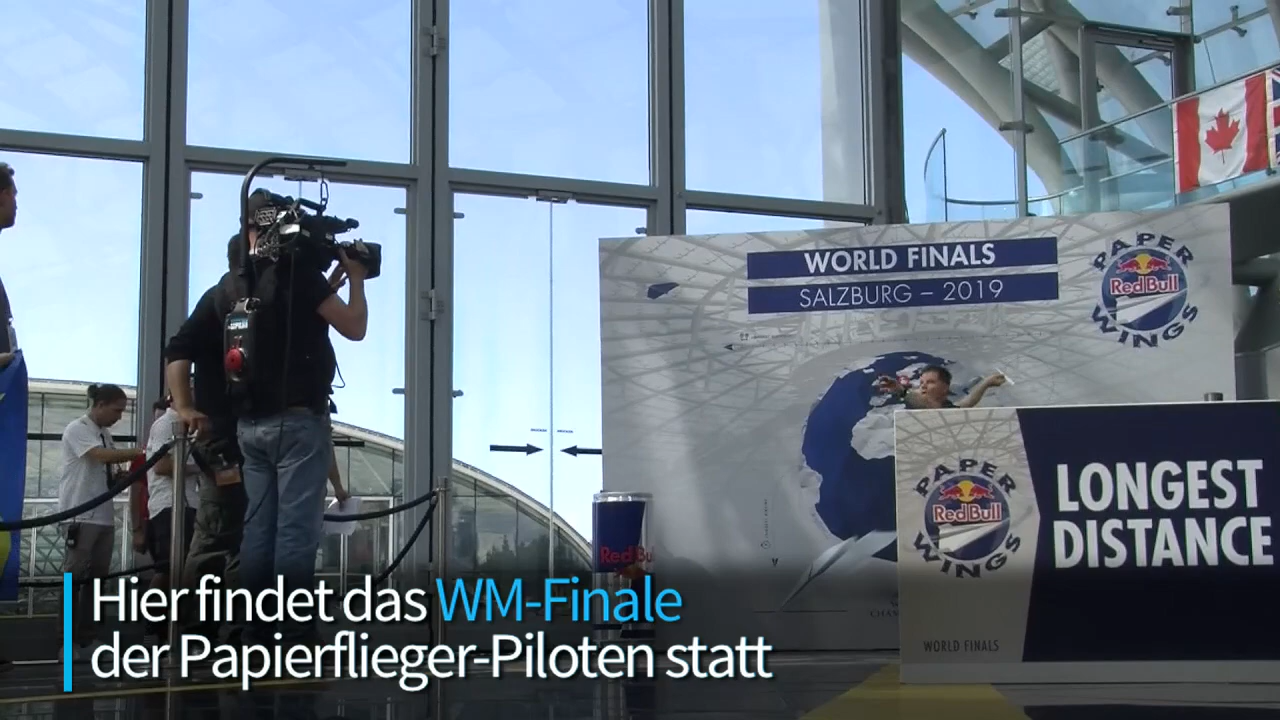 WORLD FINALS
SALZBURG – 2019
PAPER
Red Bull
WINGS
PAPER
Red Bull
WINGS
LONGEST
DISTANCE
WORLD FINALS
Red Bu
Hier findet das WM-Finale
der Papierflieger-Piloten statt